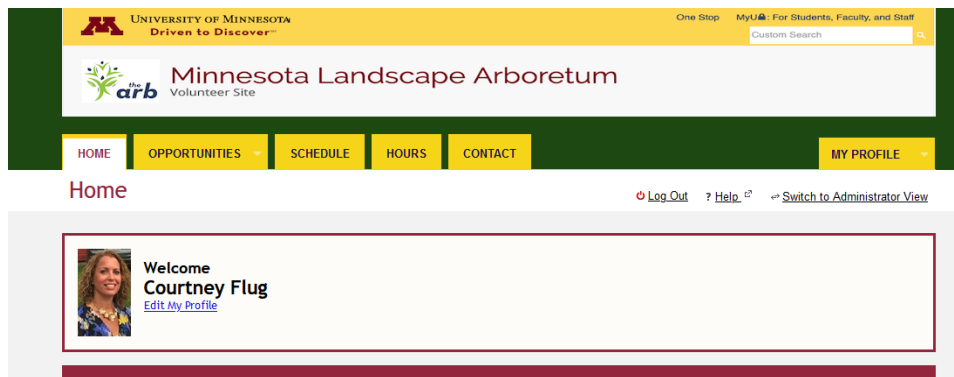 UNIVERSITY OF MINNESOTA
Driven to Discover℠
One Stop MyU: For Students, Faculty, and Staff
Custom Search
the arb
Minnesota Landscape Arboretum
Volunteer Site
HOME OPPORTUNITIES SCHEDULE HOURS CONTACT MY PROFILE
Home
Log Out ? Help Switch to Administrator View
Welcome
Courtney Flug
Edit My Profile